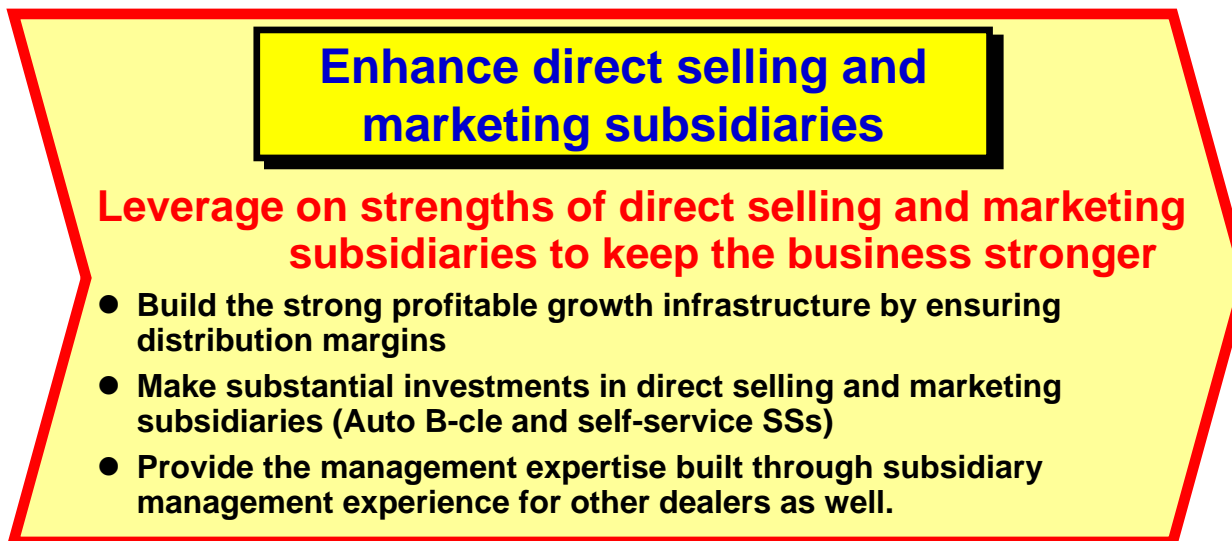 Enhance direct selling and
marketing subsidiaries
Leverage on strengths of direct selling and marketing
subsidiaries to keep the business stronger
● Build the strong profitable growth infrastructure by ensuring
distribution margins
● Make substantial investments in direct selling and marketing
subsidiaries (Auto B-cle and self-service SSs)
● Provide the management expertise built through subsidiary
management experience for other dealers as well.